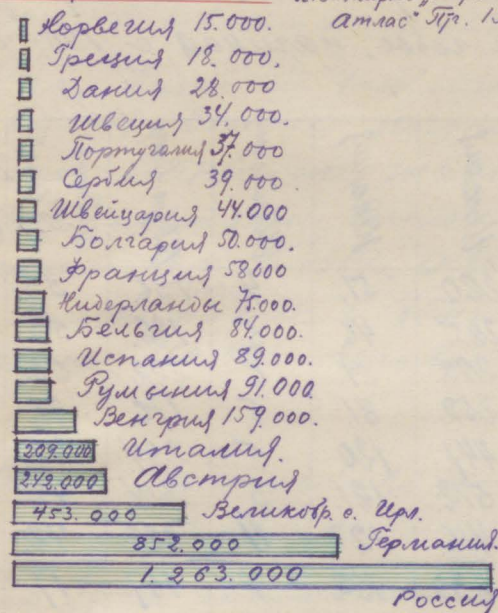 Атлас" Пг. 1
Норвегия 15.000.
Греция 18.000.
Дания 28.000
Швеция 34.000.
Португалия 37.000
Сербия 39.000.
Швейцария 44.000
Болгария 50.000.
Франция 58000
Нидерланды 75.000.
Бельгия 84.000.
Испания 89.000.
Румыния 91.000
Венгрия 159.000.
209.000 Италия.
242.000 Австрия
453.000 Великобр. с. Ирл.
852.000 Германия.
1.263.000
Россия